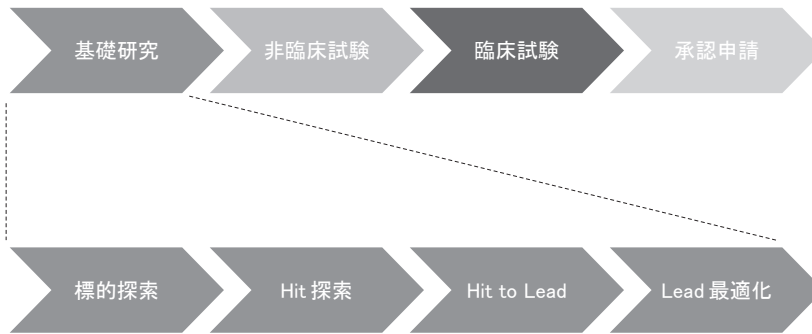 基礎研究
非臨床試験
臨床試験
承認申請
標的探索
Hit 探索
Hit to Lead
Lead 最適化